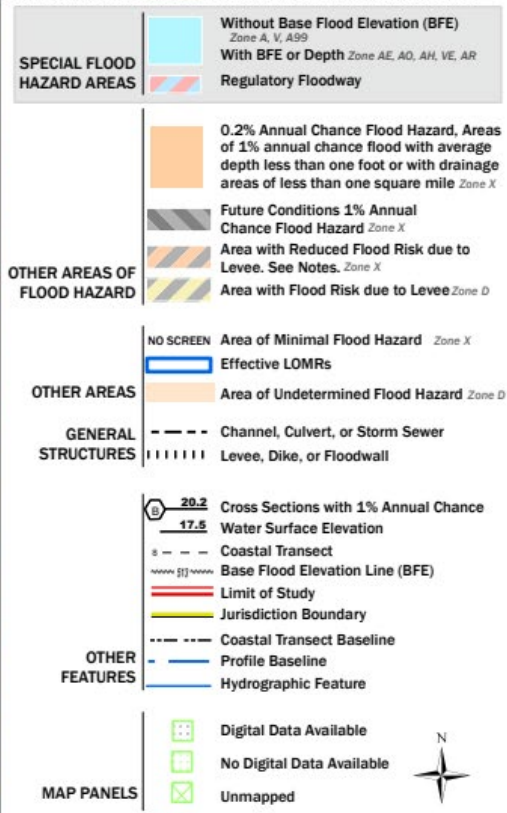 SPECIAL FLOOD
HAZARD AREAS
Without Base Flood Elevation (BFE)
Zone A, V, A99
With BFE or Depth Zone AE, AO, AH, VE, AR
Regulatory Floodway
OTHER AREAS OF
FLOOD HAZARD
0.2% Annual Chance Flood Hazard, Areas
of 1% annual chance flood with average
depth less than one foot or with drainage
areas of less than one square mile Zone X
Future Conditions 1% Annual
Chance Flood Hazard Zone X
Area with Reduced Flood Risk due to
Levee. See Notes. Zone X
Area with Flood Risk due to Levee Zone D
OTHER AREAS
NO SCREEN Area of Minimal Flood Hazard Zone X
Effective LOMRs
Area of Undetermined Flood Hazard Zone D
GENERAL
STRUCTURES
Channel, Culvert, or Storm Sewer
Levee, Dike, or Floodwall
OTHER
FEATURES
B 20.2 Cross Sections with 1% Annual Chance
17.5 Water Surface Elevation
8 Coastal Transect
513 Base Flood Elevation Line (BFE)
Limit of Study
Jurisdiction Boundary
Coastal Transect Baseline
Profile Baseline
Hydrographic Feature
MAP PANELS
Digital Data Available
No Digital Data Available
Unmapped
N